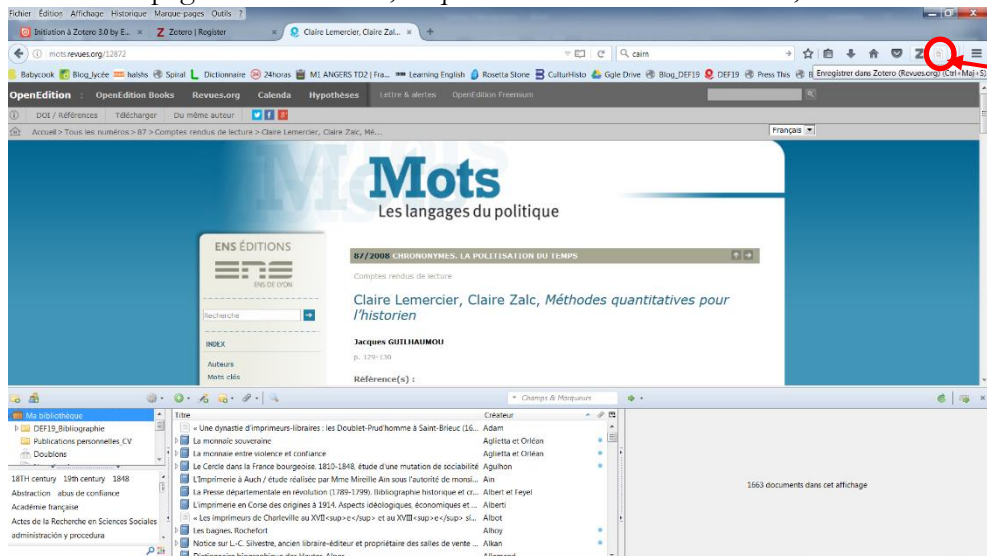 Fichier Édition Affichage Historique Marque-pages Outils ?
Initiation à Zotero 3.0 by E... × Zotero | Register × Claire Lemercier, Claire Zal... × +
mots.revues.org/12872 cairn
Babycook Blog_lycée halshs Spiral Dictionnaire 24horas M1 ANGERS TD2 | Fra... Learning English Rosetta Stone CulturHisto Ggle Drive Blog_DEF19 DEF19 Press This Enregistrer dans Zotero (Revues.org) (Ctrl+Maj+S)
OpenEdition : OpenEdition Books Revues.org Calenda Hypothèses Lettre & alertes OpenEdition Freemium
DOI / Références Télécharger Du même auteur
Accueil > Tous les numéros > 87 > Comptes rendus de lecture > Claire Lemercier, Claire Zalc, Mé... Français
Mots
Les langages du politique
ENS ÉDITIONS
ENS DE LYON
Recherche
INDEX
Auteurs
Mots clés
87/2008 CHRONONYMES. LA POLITISATION DU TEMPS
Comptes rendus de lecture
Claire Lemercier, Claire Zalc, Méthodes quantitatives pour
l'historien
Jacques GUILHAUMOU
p. 129-130
Référence(s) :
Champs & Marqueurs
Ma bibliothèque
DEF19_Bibliographie
Publications personnelles_CV
Doublons
18TH century 19th century 1848
Abstraction abus de confiance
Académie française
Actes de la Recherche en Sciences Sociales
administración y procedura
Titre Créateur
« Une dynastie d'imprimeurs-libraires : les Doublet-Prud'homme à Saint-Brieuc (16... Adam
La monnaie souveraine Aglietta et Orléan
La monnaie entre violence et confiance Aglietta et Orléan
Le Cercle dans la France bourgeoise. 1810-1848, étude d'une mutation de sociabilité Agulhon
L'Imprimerie à Auch / étude réalisée par Mme Mireille Ain sous l'autorité de monsi... Ain
La Presse départementale en révolution (1789-1799). Bibliographie historique et cr... Albert et Feyel
L'imprimerie en Corse des origines à 1914. Aspects idéologiques, économiques et ... Alberti
« Les imprimeurs de Charleville au XVII<sup>e</sup> et au XVIII<sup>e</sup> si... Albot
Les bagnes. Rochefort Alhoy
Notice sur L.-C. Silvestre, ancien libraire-éditeur et propriétaire des salles de vente ... Alkan
Dictionnaire biographique des Hautes-Alpes Allemand
1663 documents dans cet affichage